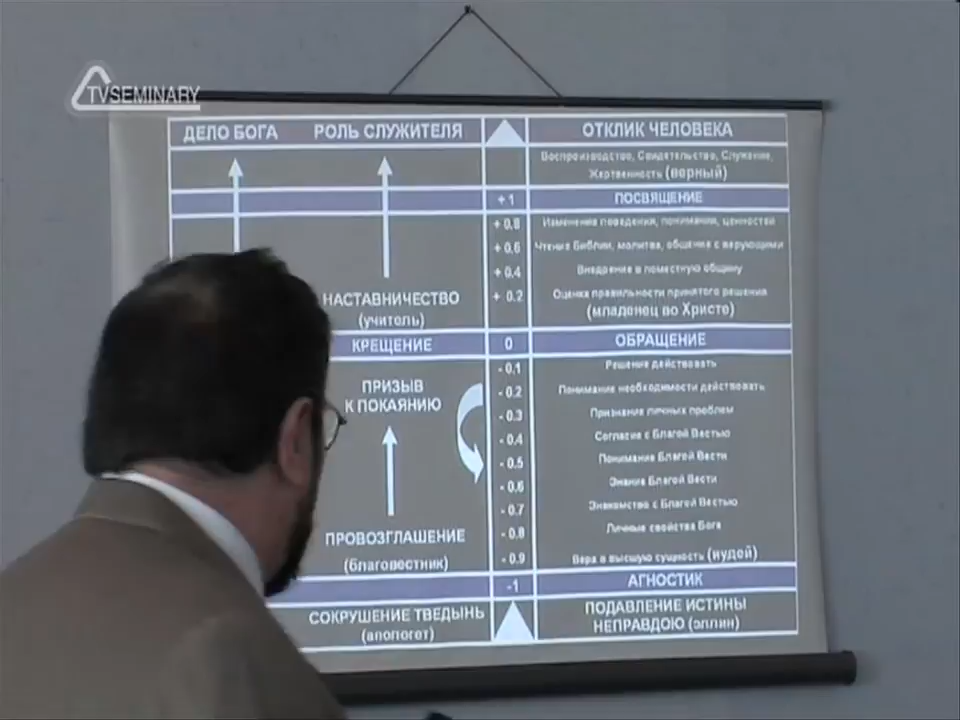 TVSEMINARY
ДЕЛО БОГА РОЛЬ СЛУЖИТЕЛЯ ОТКЛИК ЧЕЛОВЕКА
Воспроизводство, Свидетельство, Служение,
Жертвенность (верный)
+ 1 ПОСВЯЩЕНИЕ
+ 0.8 Изменение поведения, понимания, ценностей
+ 0.6 Чтение Библии, молитва, общение с верующими
+ 0.4 Внедрение в поместную общину
НАСТАВНИЧЕСТВО + 0.2 Оценка правильности принятого решения
(учитель) (младенец во Христе)
КРЕЩЕНИЕ 0 ОБРАЩЕНИЕ
- 0.1 Решение действовать
ПРИЗЫВ - 0.2 Понимание необходимости действовать
К ПОКАЯНИЮ - 0.3 Признание личных проблем
- 0.4 Согласие с Благой Вестью
- 0.5 Понимание Благой Вести
- 0.6 Знание Благой Вести
- 0.7 Знакомство с Благой Вестью
ПРОВОЗГЛАШЕНИЕ - 0.8 Личные свойства Бога
(благовестник) - 0.9 Вера в высшую сущность (иудей)
-1 АГНОСТИК
СОКРУШЕНИЕ ТВЕДЫНЬ ПОДАВЛЕНИЕ ИСТИНЫ
(апологет) НЕПРАВДОЮ (эллин)